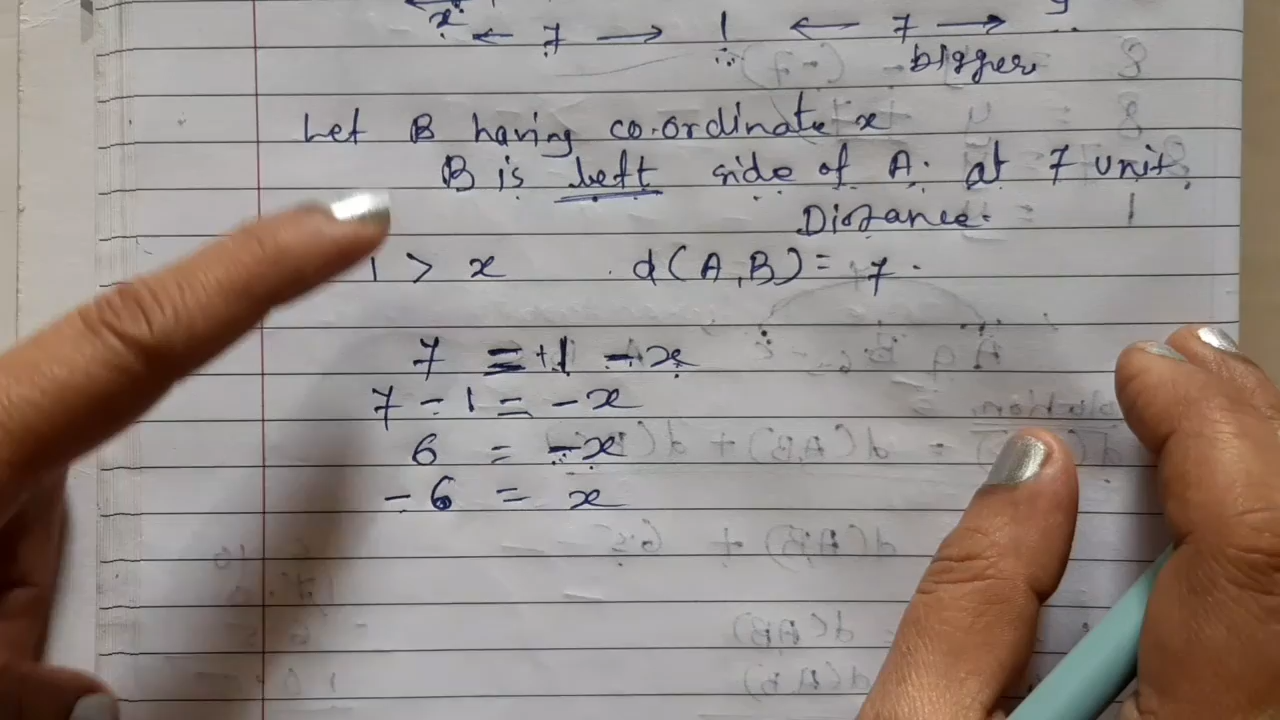 x ← 7 → 1 ← 7 → y
bigger
Let B having co-ordinate x
B is left side of A. at 7 unit
Distance.
1 > x d(A,B) = 7.
7 = +1 - x
7 - 1 = - x
6 = - x
- 6 = x